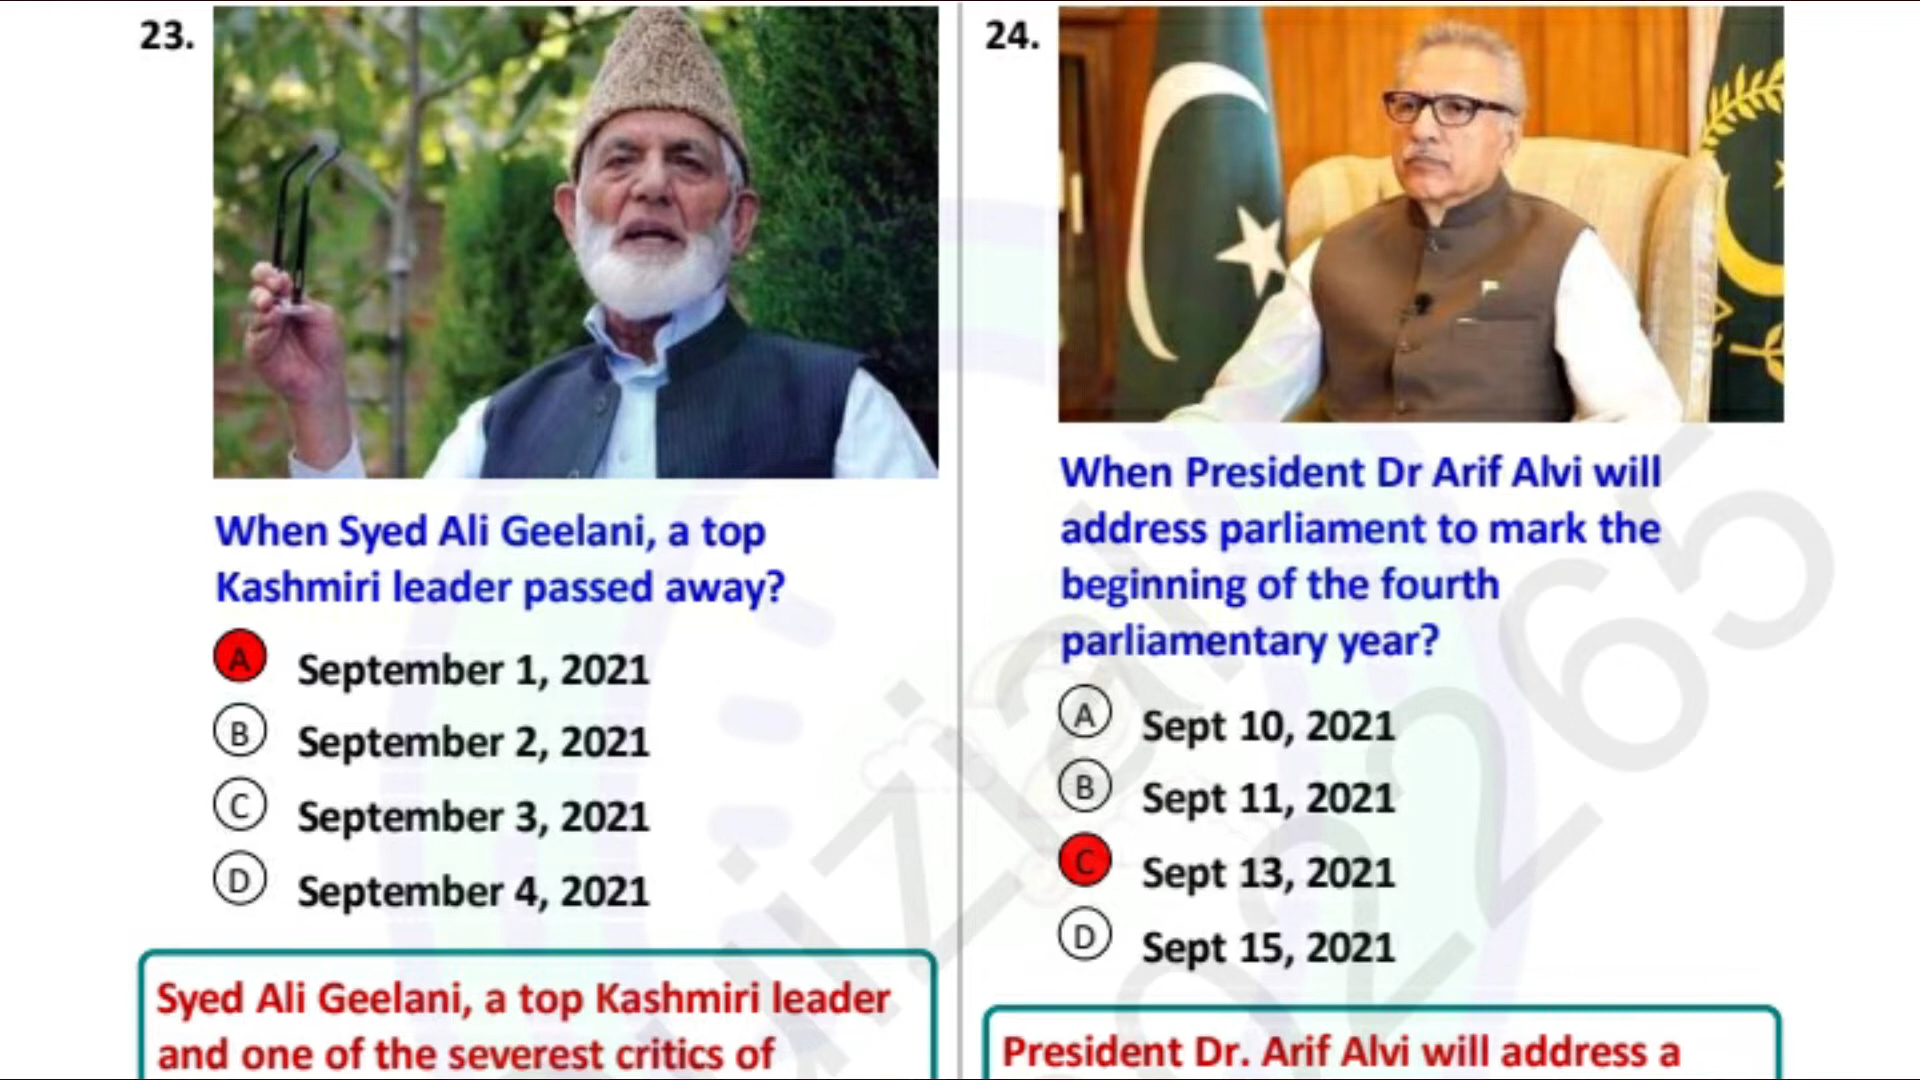 23.
When Syed Ali Geelani, a top
Kashmiri leader passed away?
A September 1, 2021
B September 2, 2021
C September 3, 2021
D September 4, 2021
Syed Ali Geelani, a top Kashmiri leader
and one of the severest critics of
24.
When President Dr Arif Alvi will
address parliament to mark the
beginning of the fourth
parliamentary year?
A Sept 10, 2021
B Sept 11, 2021
C Sept 13, 2021
D Sept 15, 2021
President Dr. Arif Alvi will address a